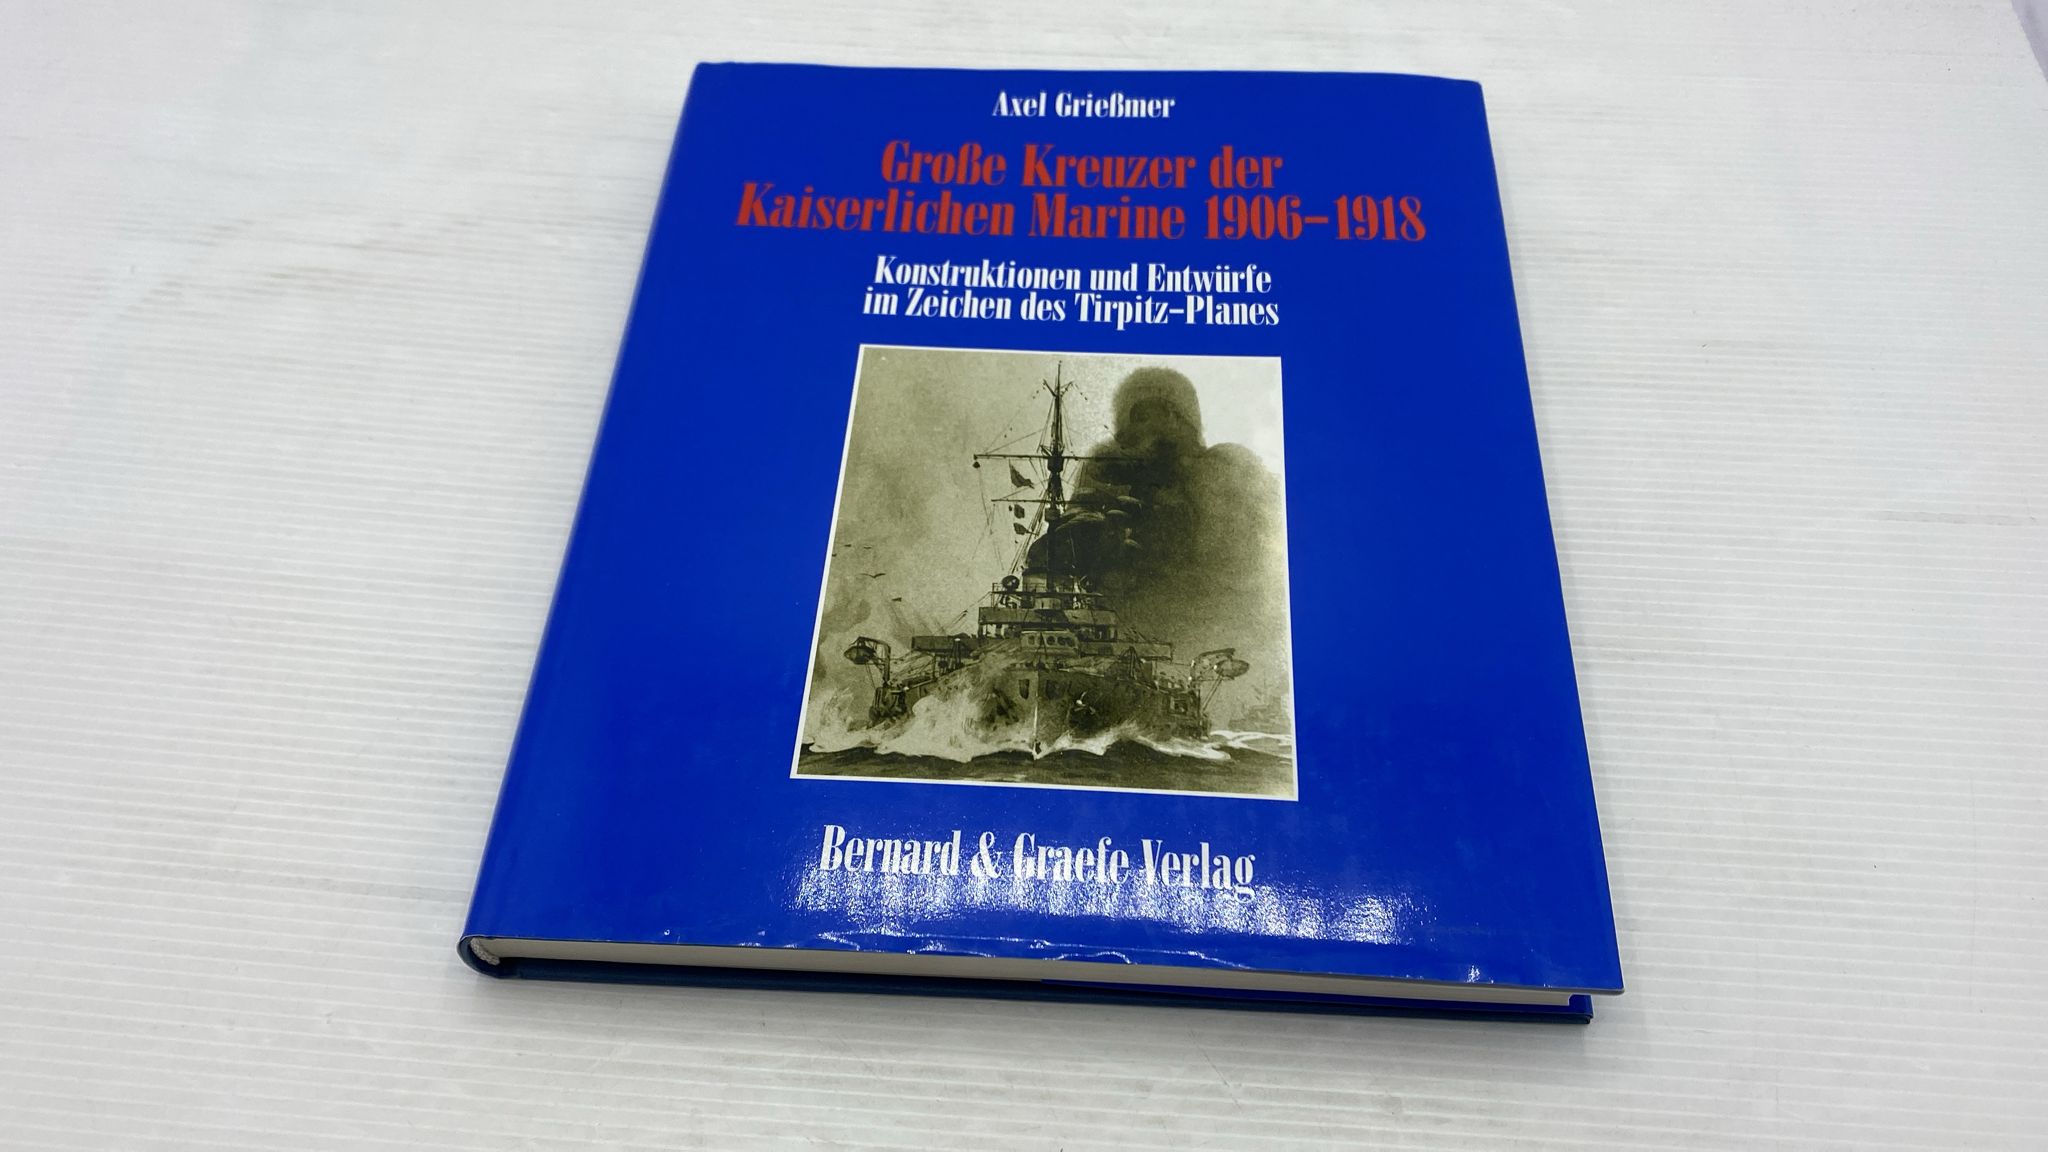 Axel Grießmer
Große Kreuzer der
Kaiserlichen Marine 1906–1918
Konstruktionen und Entwürfe
im Zeichen des Tirpitz-Planes
Bernard & Graefe Verlag